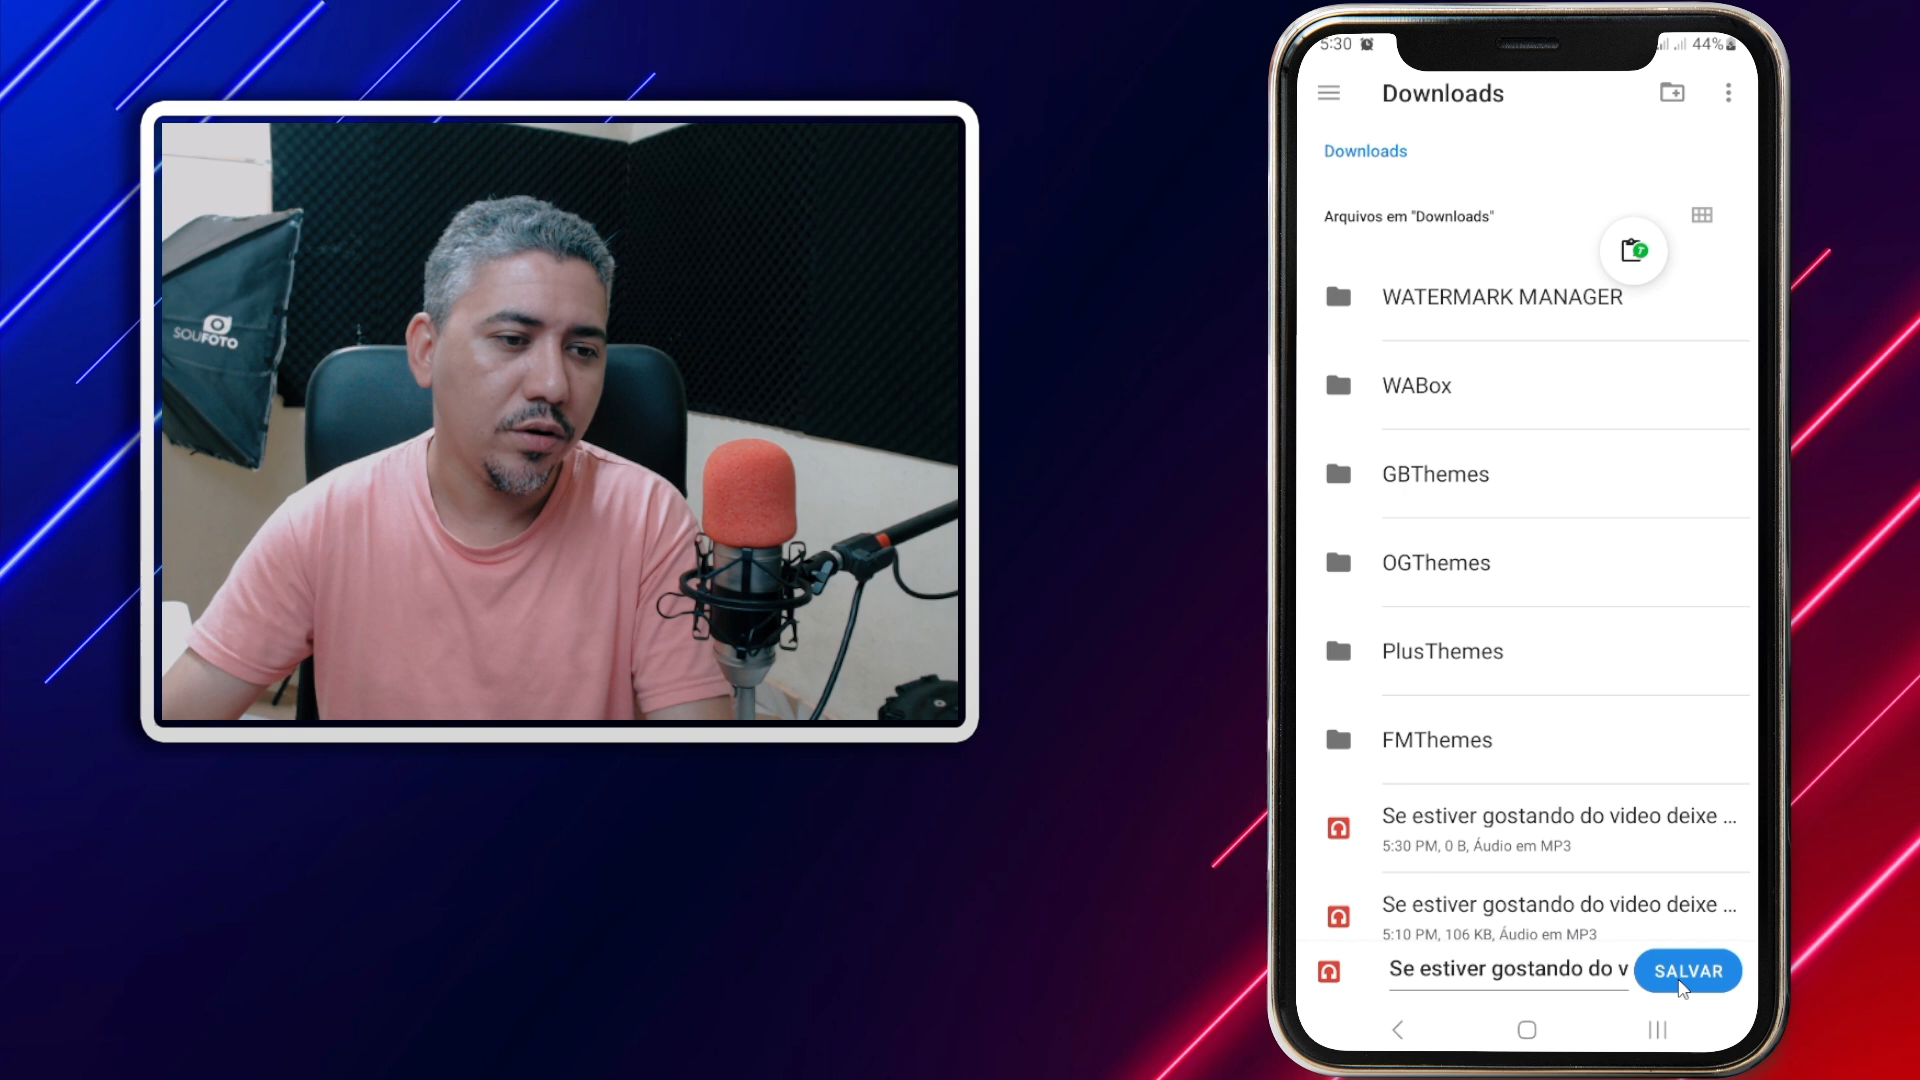 SOUFOTO
5:30
44%
Downloads
Downloads
Arquivos em "Downloads"
T
WATERMARK MANAGER
WABox
GBThemes
OGThemes
PlusThemes
FMThemes
Se estiver gostando do video deixe ...
5:30 PM, 0 B, Áudio em MP3
Se estiver gostando do video deixe ...
5:10 PM, 106 KB, Áudio em MP3
Se estiver gostando do v
SALVAR